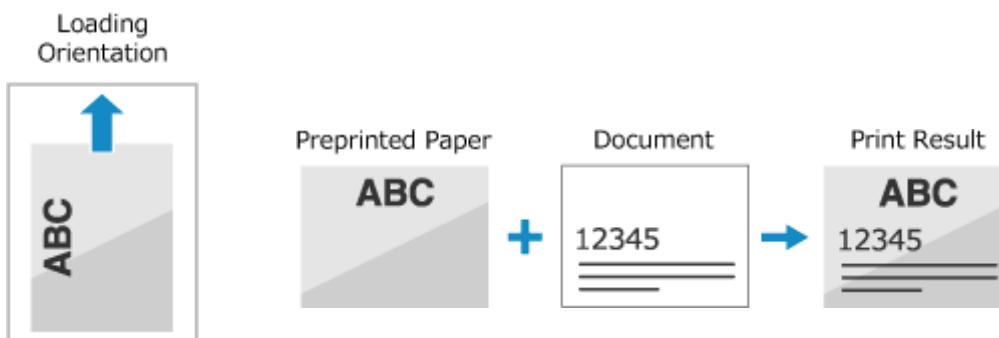 Loading
Orientation
ABC
Preprinted Paper
ABC
Document
12345
Print Result
ABC
12345